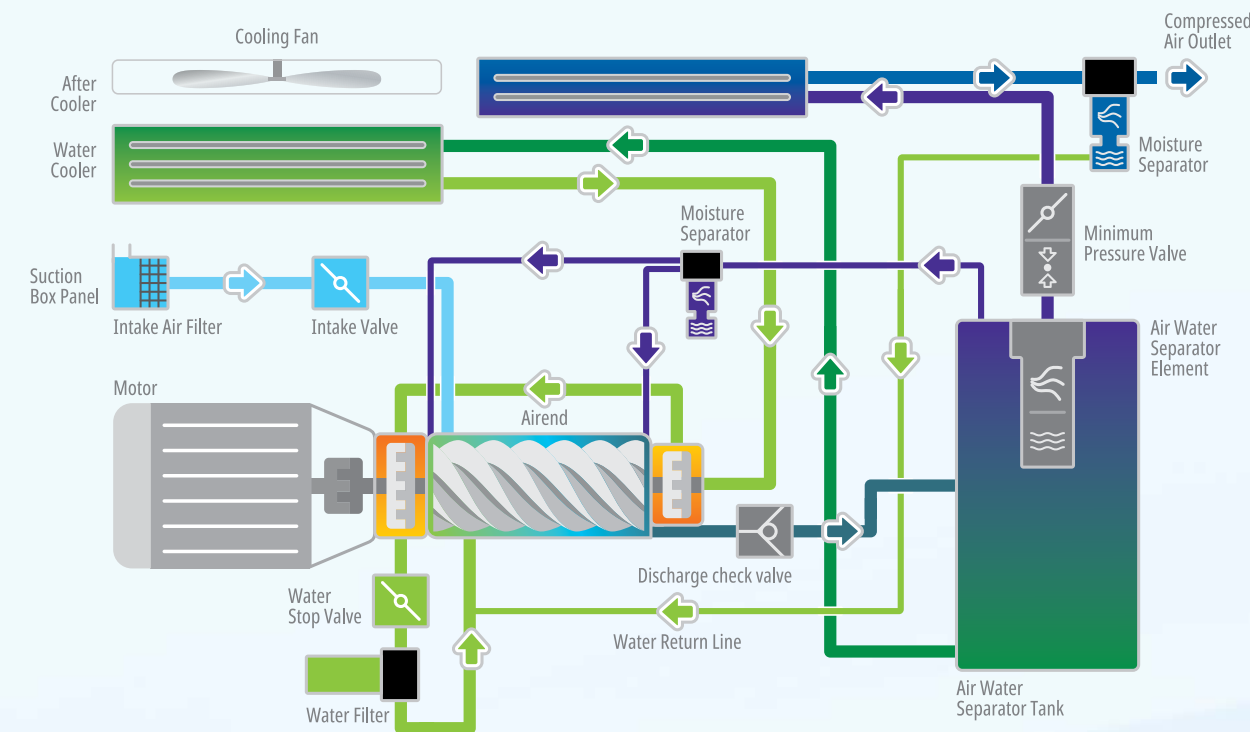 Cooling Fan
Compressed
Air Outlet
After
Cooler
Water
Cooler
Moisture
Separator
Moisture
Separator
Minimum
Pressure Valve
Suction
Box Panel
Intake Air Filter
Intake Valve
Air Water
Separator
Element
Motor
Airend
Discharge check valve
Water
Stop Valve
Water Return Line
Water Filter
Air Water
Separator Tank